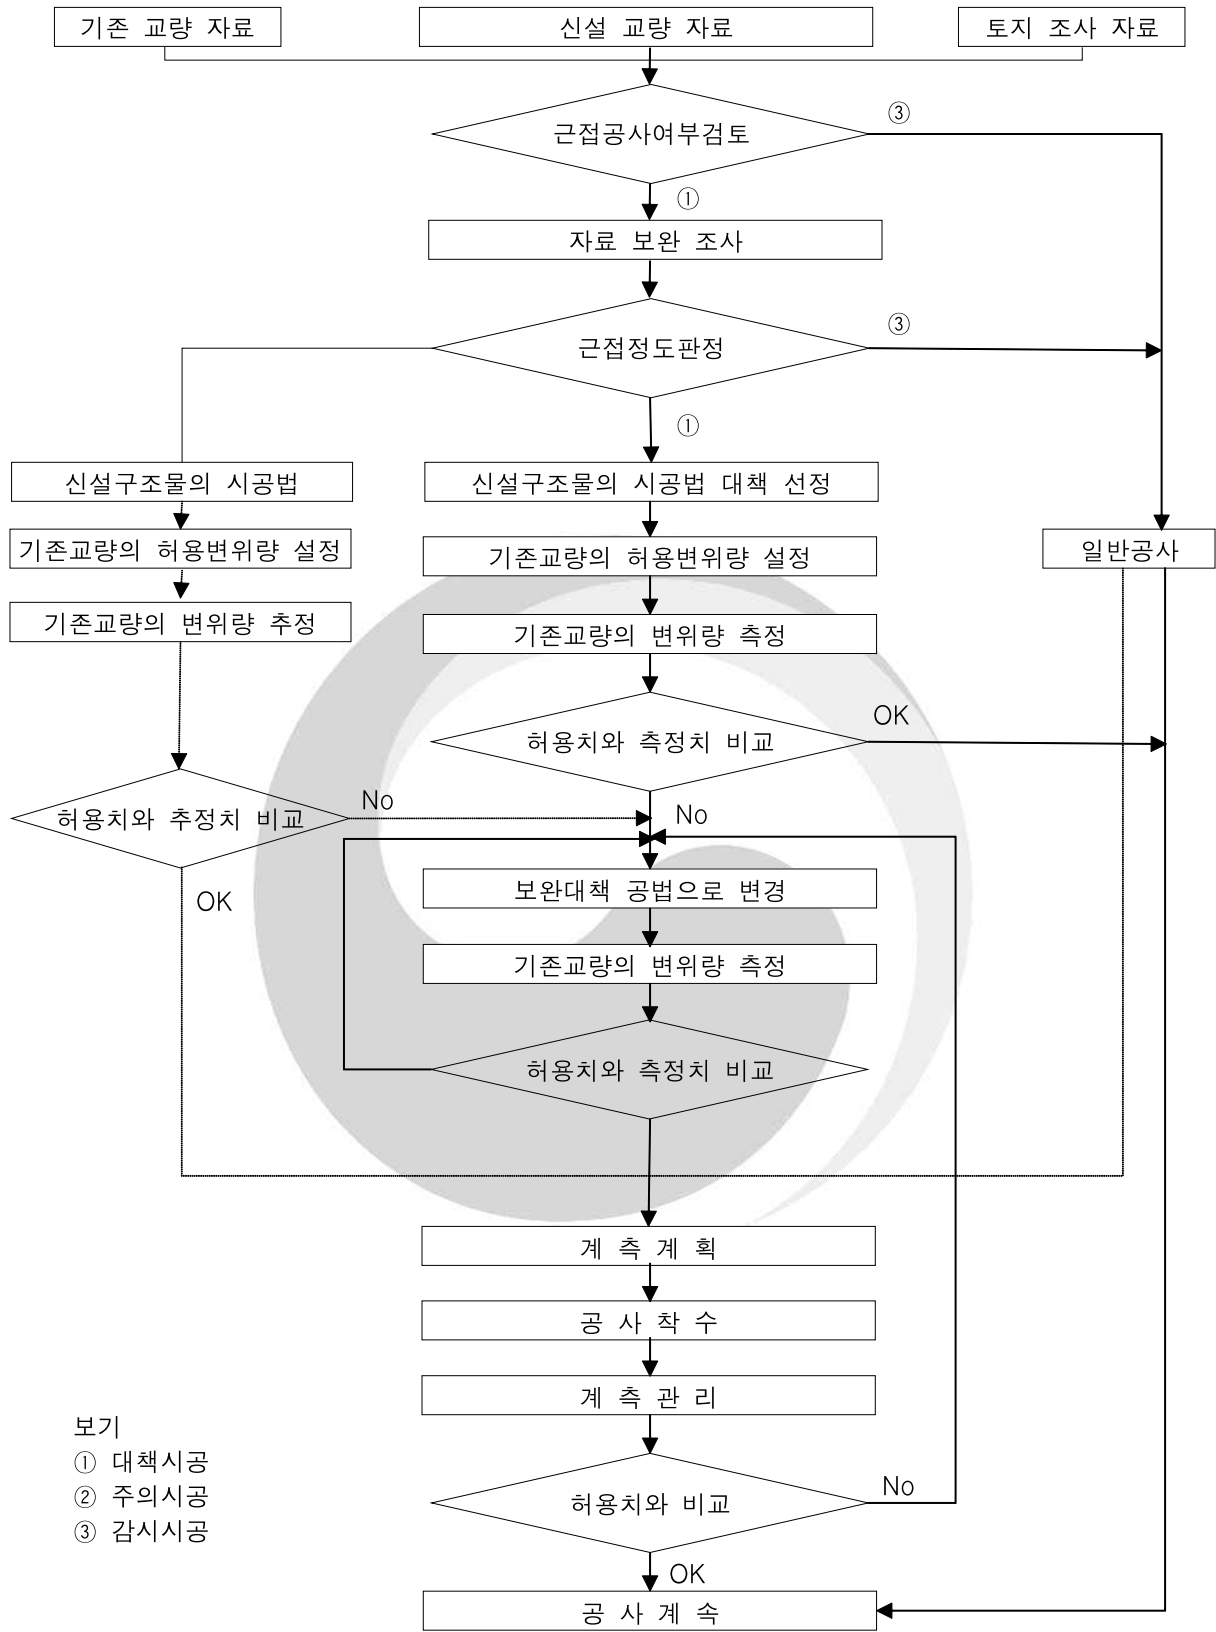 기존 교량 자료
신설 교량 자료
토지 조사 자료
근접공사여부검토
③
①
자료 보완 조사
근접정도판정
③
①
신설구조물의 시공법
신설구조물의 시공법 대책 선정
기존교량의 허용변위량 설정
기존교량의 허용변위량 설정
일반공사
기존교량의 변위량 추정
기존교량의 변위량 측정
허용치와 측정치 비교
OK
허용치와 추정치 비교
No
No
OK
보완대책 공법으로 변경
기존교량의 변위량 측정
허용치와 측정치 비교
계 측 계 획
공 사 착 수
계 측 관 리
허용치와 비교
No
OK
공 사 계 속
보기
① 대책시공
② 주의시공
③ 감시시공